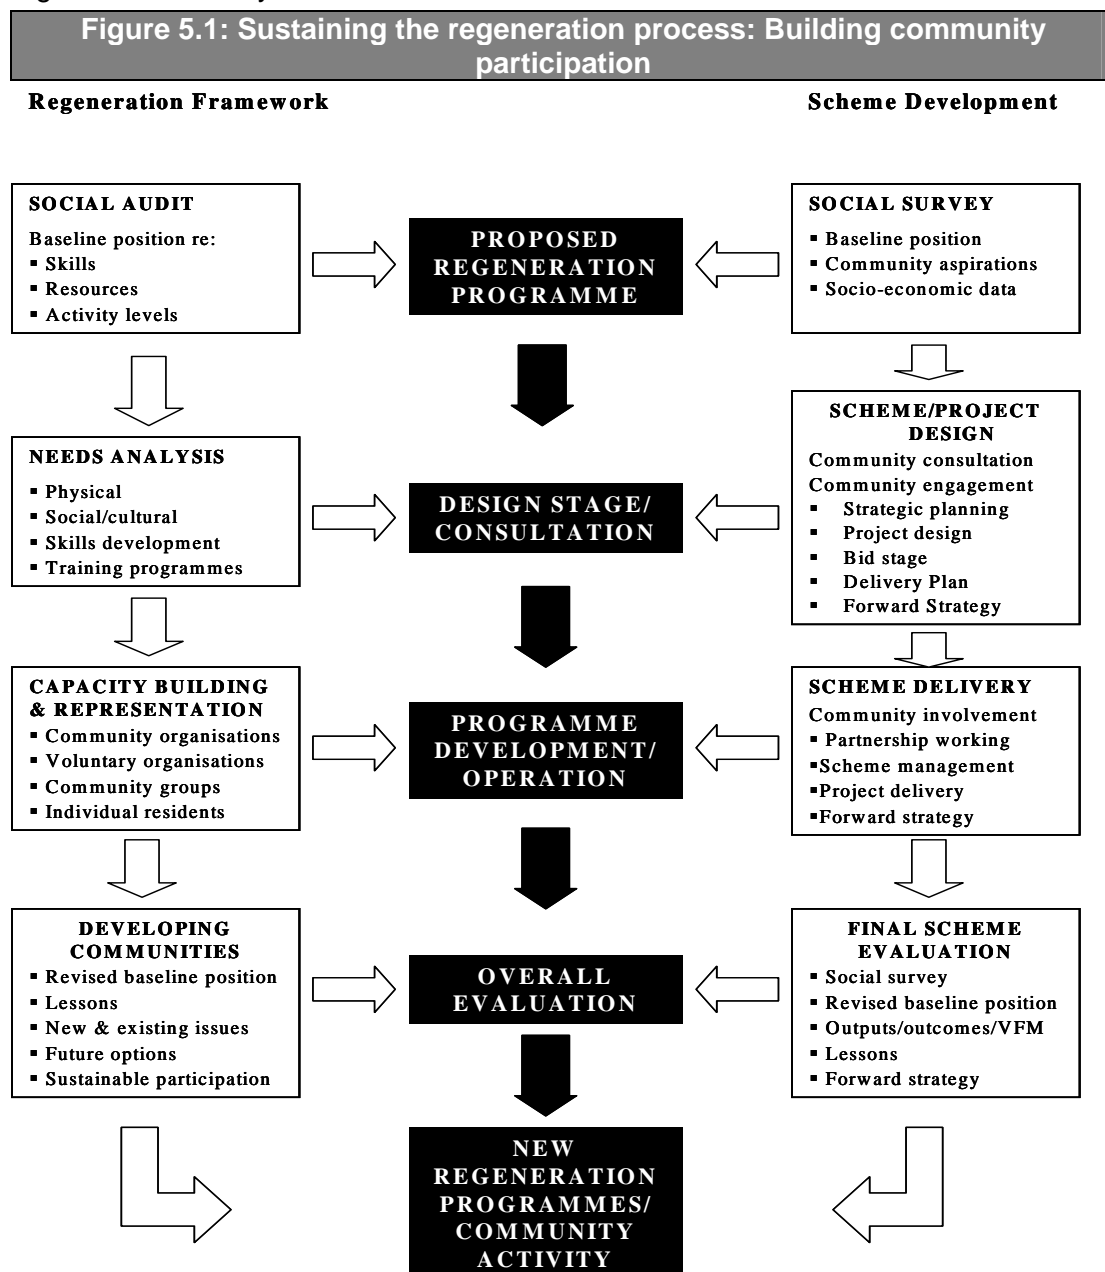 Figure 5.1: Sustaining the regeneration process: Building community
participation
Regeneration Framework
Scheme Development
SOCIAL AUDIT
Baseline position re:
▪ Skills
▪ Resources
▪ Activity levels
PROPOSED
REGENERATION
PROGRAMME
SOCIAL SURVEY
▪ Baseline position
▪ Community aspirations
▪ Socio-economic data
NEEDS ANALYSIS
▪ Physical
▪ Social/cultural
▪ Skills development
▪ Training programmes
DESIGN STAGE/
CONSULTATION
SCHEME/PROJECT
DESIGN
Community consultation
Community engagement
▪ Strategic planning
▪ Project design
▪ Bid stage
▪ Delivery Plan
▪ Forward Strategy
CAPACITY BUILDING
& REPRESENTATION
▪ Community organisations
▪ Voluntary organisations
▪ Community groups
▪ Individual residents
PROGRAMME
DEVELOPMENT/
OPERATION
SCHEME DELIVERY
Community involvement
▪ Partnership working
▪Scheme management
▪Project delivery
▪Forward strategy
DEVELOPING
COMMUNITIES
▪ Revised baseline position
▪ Lessons
▪ New & existing issues
▪ Future options
▪ Sustainable participation
OVERALL
EVALUATION
FINAL SCHEME
EVALUATION
▪ Social survey
▪ Revised baseline position
▪ Outputs/outcomes/VFM
▪ Lessons
▪ Forward strategy
NEW
REGENERATION
PROGRAMMES/
COMMUNITY
ACTIVITY